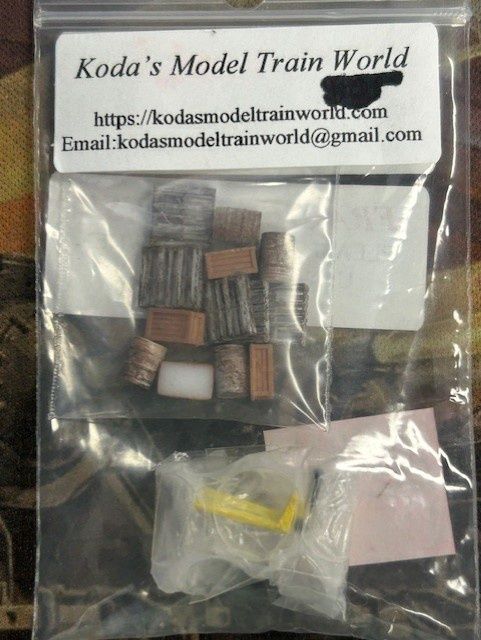 Koda's Model Train World
https://kodasmodeltrainworld.com
Email:kodasmodeltrainworld@gmail.com